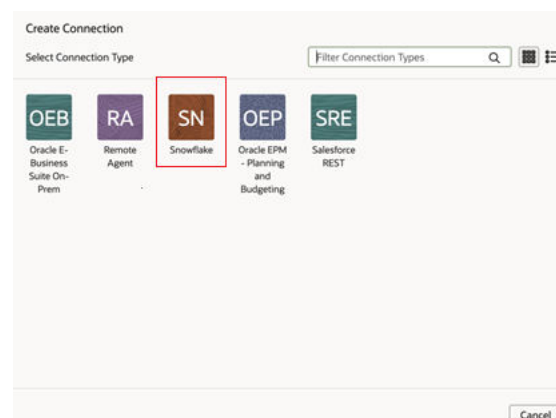 Create Connection
Select Connection Type
Filter Connection Types
OEB
RA
SN
OEP
SRE
Oracle E-
Business
Suite On-
Prem
Remote
Agent
Snowflake
Oracle EPM
- Planning
and
Budgeting
Salesforce
REST
Cancel